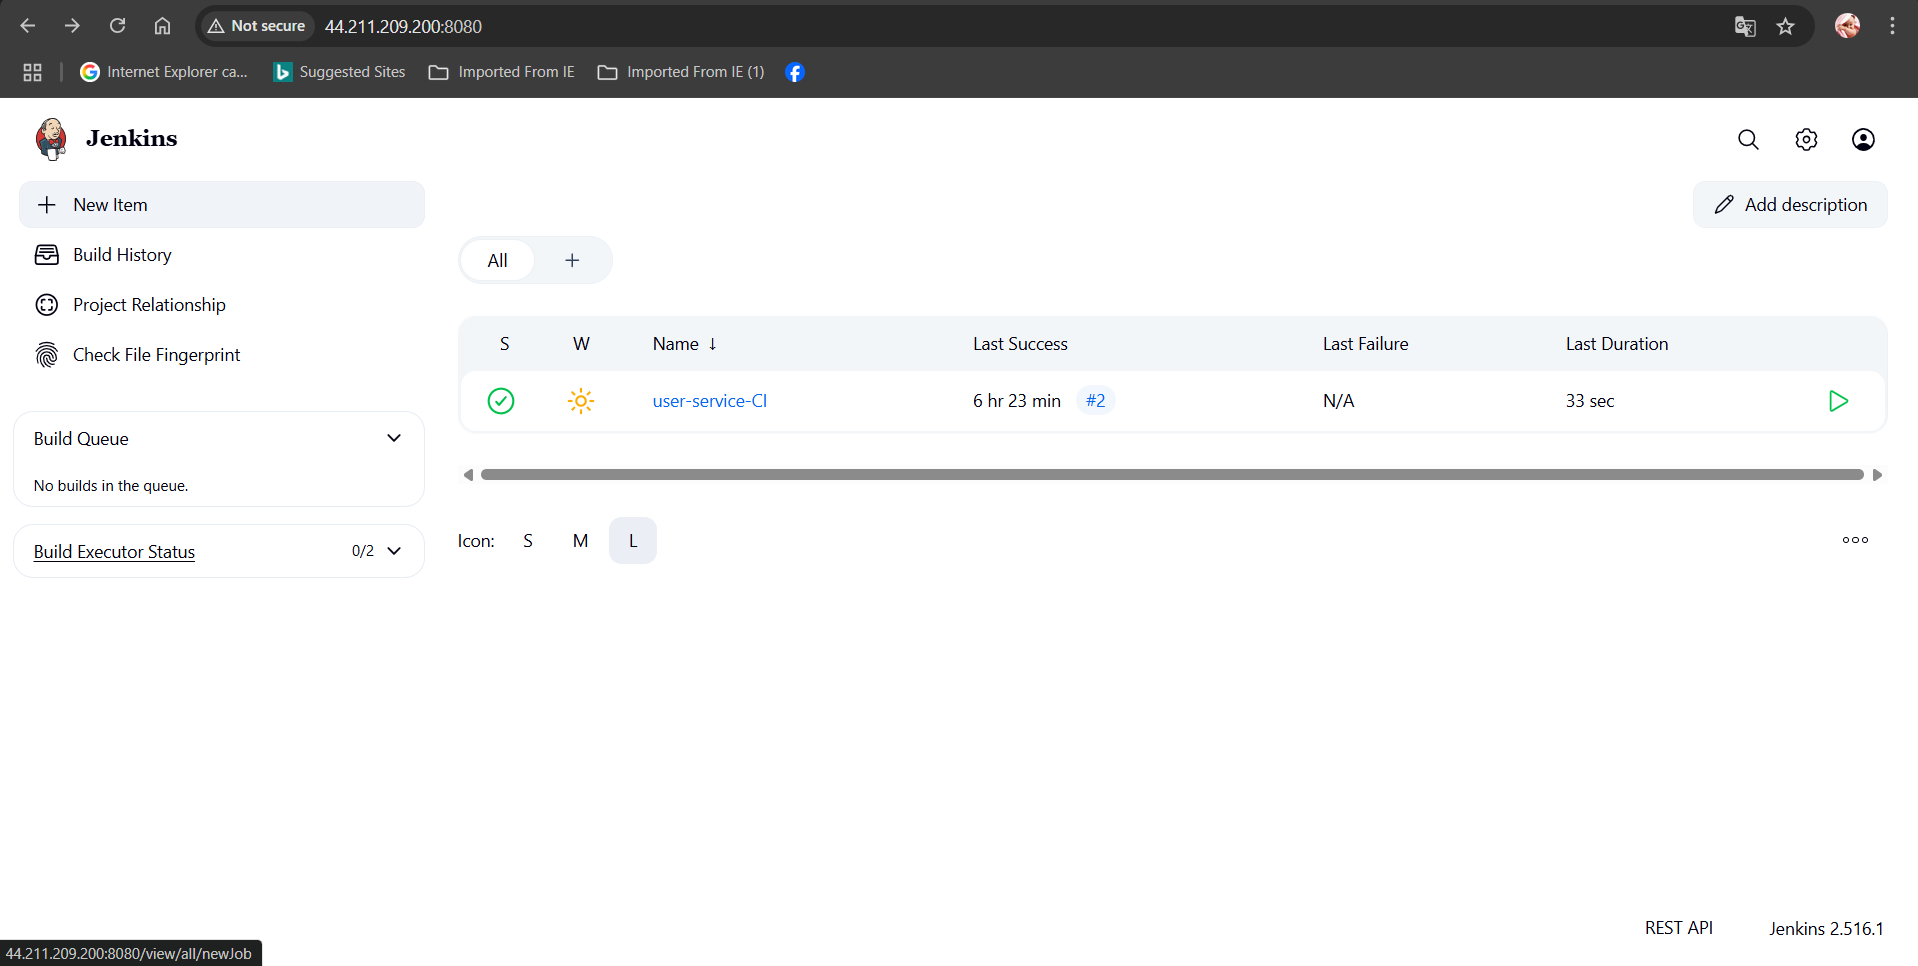 Not secure 44.211.209.200:8080
Internet Explorer ca... Suggested Sites Imported From IE Imported From IE (1)
Jenkins
New Item
Add description
Build History
All
Project Relationship
Check File Fingerprint
S W Name ↓ Last Success Last Failure Last Duration
user-service-CI 6 hr 23 min #2 N/A 33 sec
Build Queue
No builds in the queue.
Build Executor Status 0/2
Icon: S M L
REST API Jenkins 2.516.1
44.211.209.200:8080/view/all/newJob